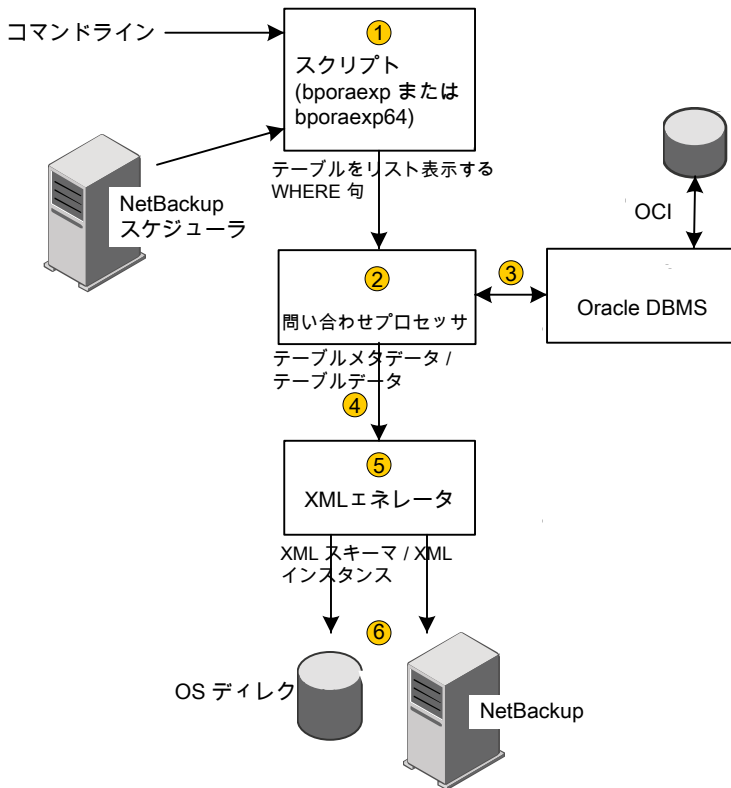 コマンドライン
1
スクリプト
(bporaexp または
bporaexp64)
NetBackup
スケジューラ
テーブルをリスト表示する
WHERE 句
OCI
2
問い合わせプロセッサ
3
Oracle DBMS
テーブルメタデータ /
テーブルデータ
4
5
XMLエネレータ
XML スキーマ / XML
インスタンス
6
OS ディレク
NetBackup